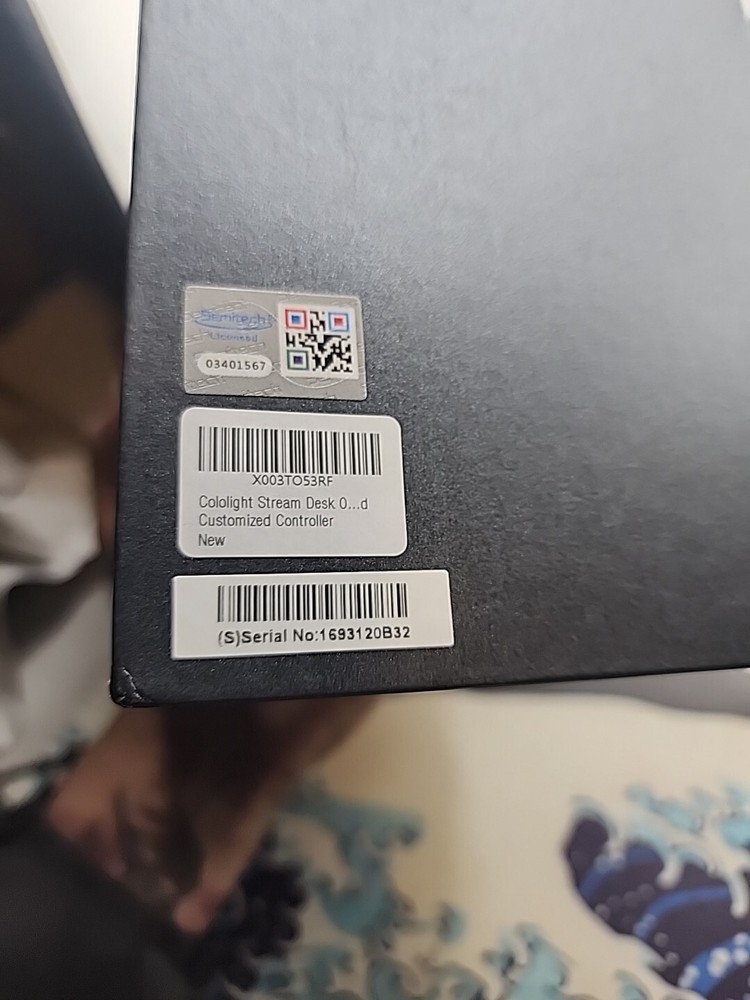 Semitech
Licensed
03401567
X003TO53RF
Cololight Stream Desk 0...d
Customized Controller
New
(S)Serial No:1693120B32